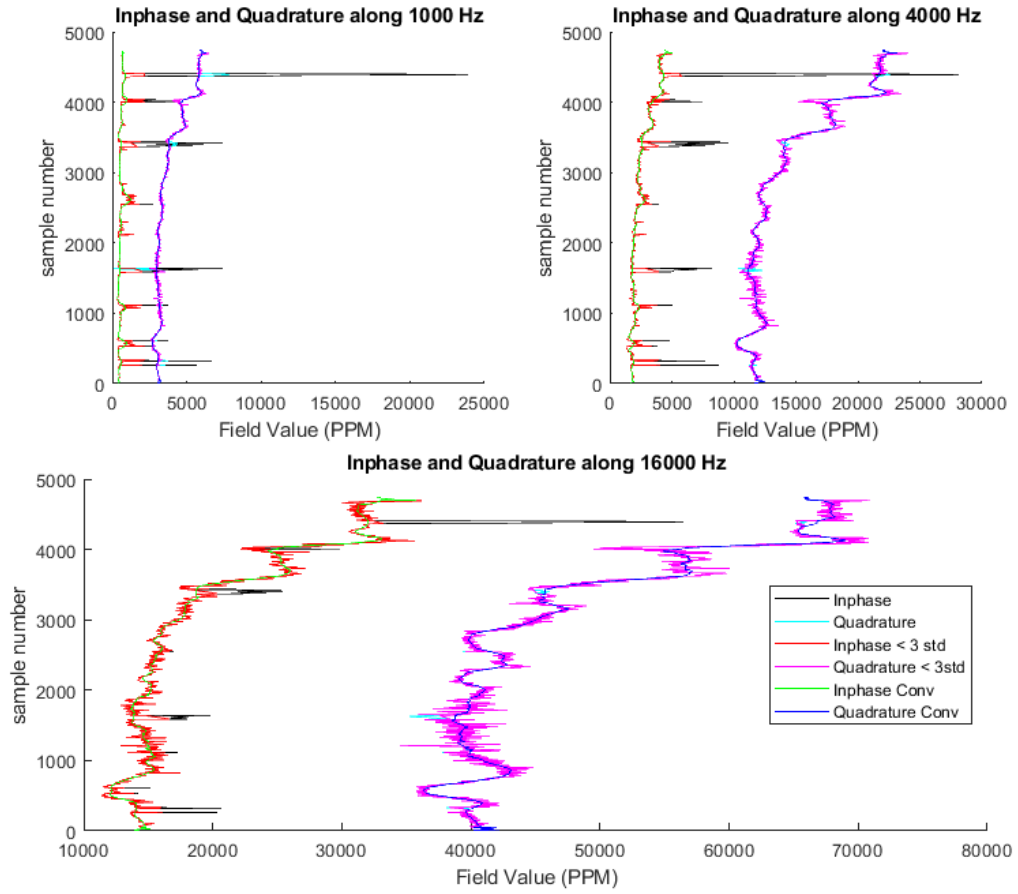 Inphase and Quadrature along 1000 Hz
5000
4000
3000
2000
1000
0
sample number
0
5000
10000
15000
20000
25000
Field Value (PPM)
Inphase and Quadrature along 4000 Hz
5000
4000
3000
2000
1000
0
sample number
0
5000
10000
15000
20000
25000
30000
Field Value (PPM)
Inphase and Quadrature along 16000 Hz
5000
4000
3000
2000
1000
0
sample number
10000
20000
30000
40000
50000
60000
70000
80000
Field Value (PPM)
Inphase
Quadrature
Inphase < 3 std
Quadrature < 3std
Inphase Conv
Quadrature Conv